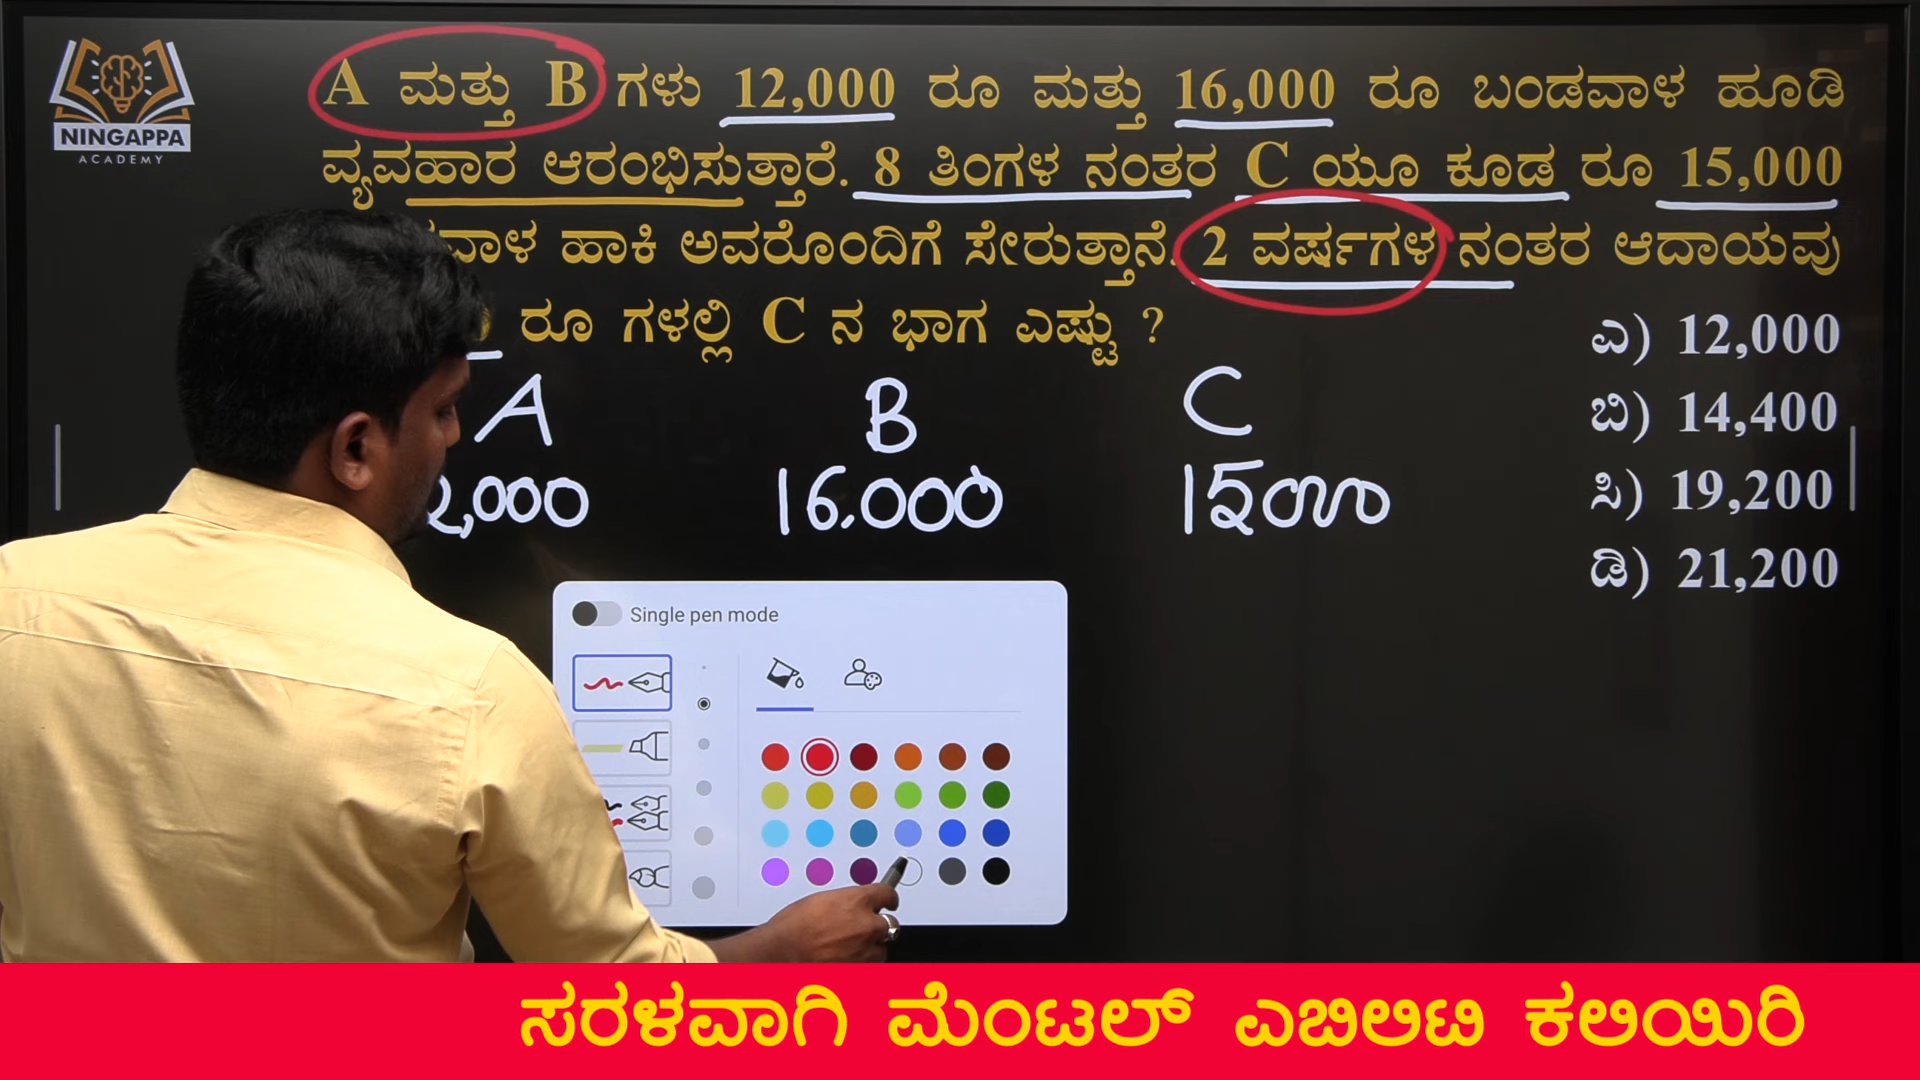 NINGAPPA
ACADEMY
A ಮತ್ತು B ಗಳು 12,000 ರೂ ಮತ್ತು 16,000 ರೂ ಬಂಡವಾಳ ಹೂಡಿ
ವ್ಯವಹಾರ ಆರಂಭಿಸುತ್ತಾರೆ. 8 ತಿಂಗಳ ನಂತರ C ಯೂ ಕೂಡ ರೂ 15,000
ಹಾಕಿ ಅವರೊಂದಿಗೆ ಸೇರುತ್ತಾನೆ. 2 ವರ್ಷಗಳ ನಂತರ ಆದಾಯವು
ರೂ ಗಳಲ್ಲಿ C ನ ಭಾಗ ಎಷ್ಟು ?
ಎ) 12,000
ಬಿ) 14,400
ಸಿ) 19,200
ಡಿ) 21,200
A B C
2,000 16.000 15000
Single pen mode
ಸರಳವಾಗಿ ಮೆಂಟಲ್ ಎಬಿಲಿಟಿ ಕಲಿಯಿರಿ